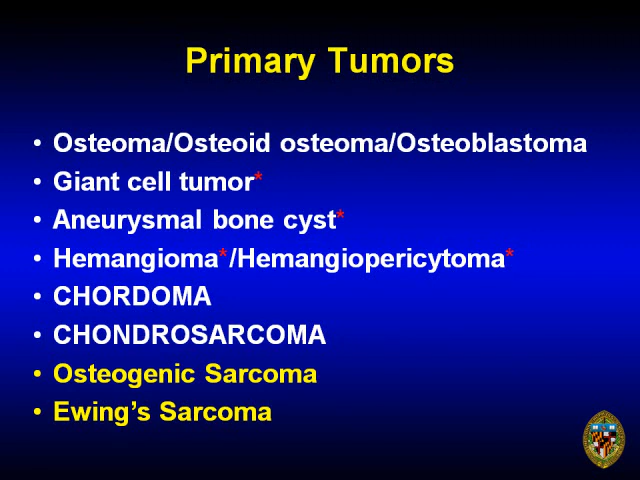 Primary Tumors
• Osteoma/Osteoid osteoma/Osteoblastoma
• Giant cell tumor*
• Aneurysmal bone cyst*
• Hemangioma*/Hemangiopericytoma*
• CHORDOMA
• CHONDROSARCOMA
• Osteogenic Sarcoma
• Ewing's Sarcoma